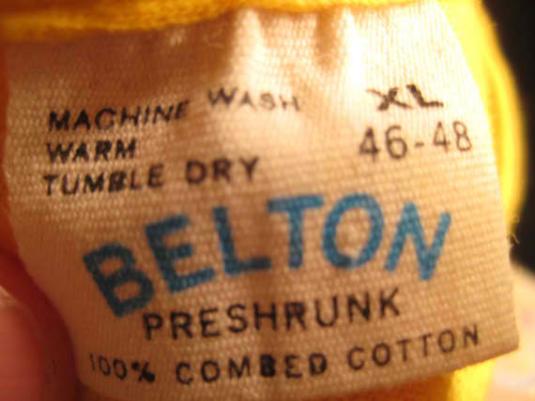 MACHINE WASH XL
WARM 46-48
TUMBLE DRY
BELTON
PRESHRUNK
100% COMBED COTTON